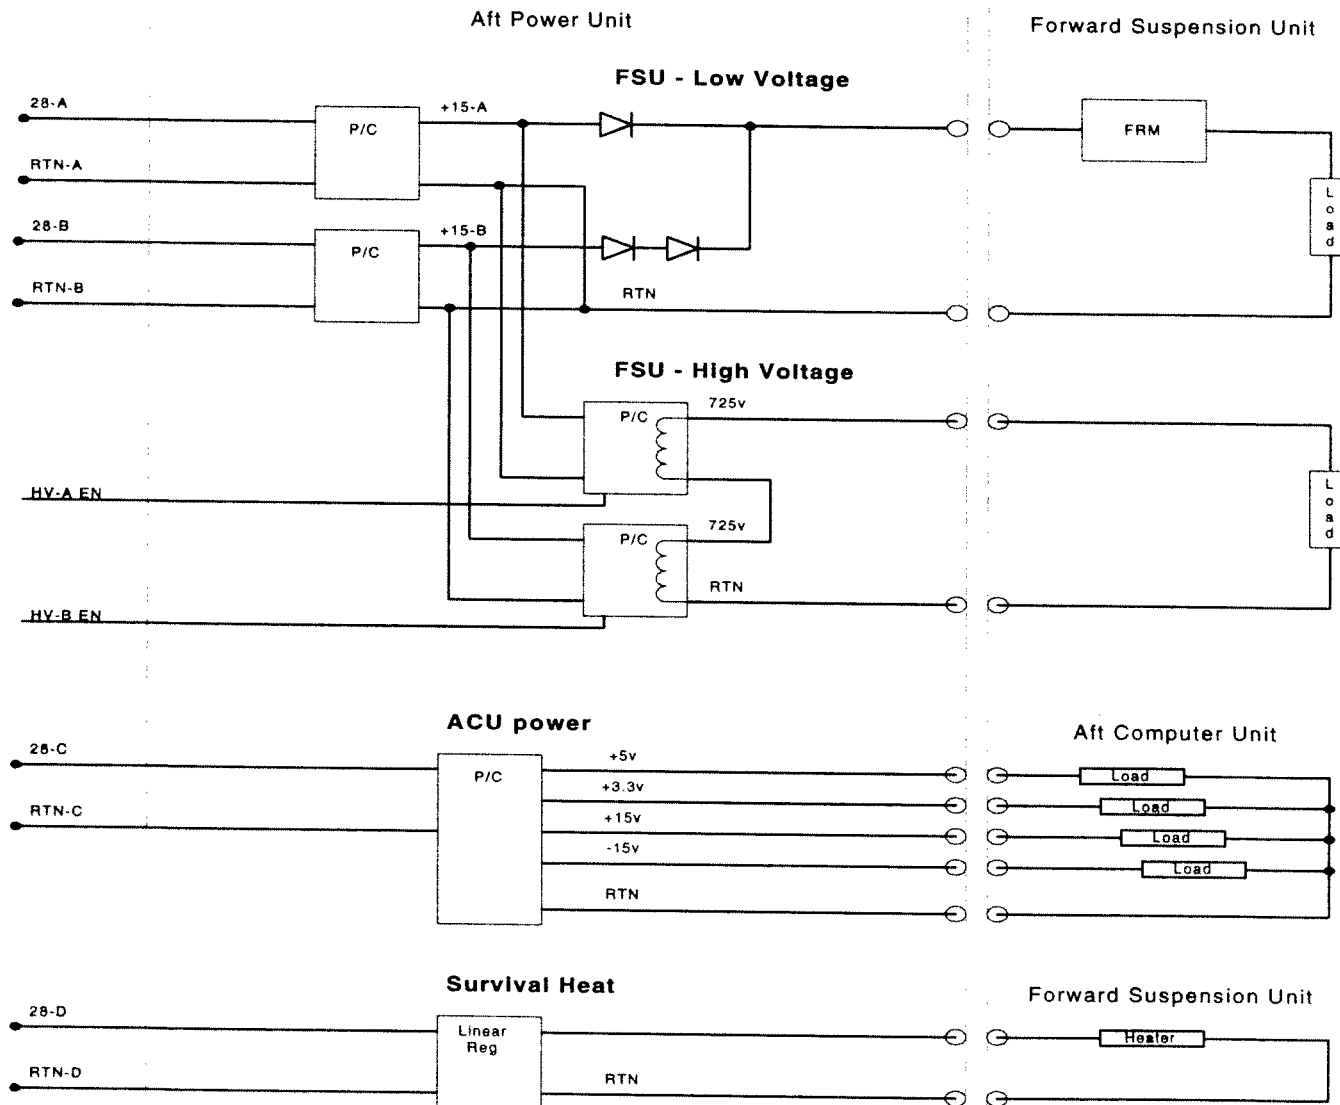 Aft Power Unit
Forward Suspension Unit
FSU - Low Voltage
28-A
+15-A
P/C
FRM
RTN-A
Load
28-B
+15-B
P/C
RTN-B
RTN
FSU - High Voltage
P/C
725v
HV-A EN
Load
P/C
725v
RTN
HV-B EN
ACU power
Aft Computer Unit
28-C
P/C
+5v
Load
+3.3v
Load
RTN-C
+15v
Load
-15v
Load
RTN
Survival Heat
Forward Suspension Unit
28-D
Linear
Reg
Heater
RTN-D
RTN